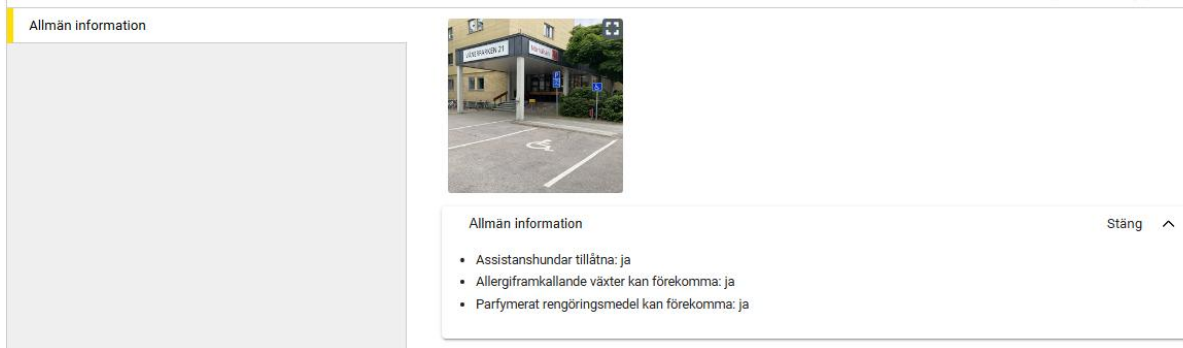 Allmän information
Allmän information
Stäng
Assistanshundar tillåtna: ja
Allergiframkallande växter kan förekomma: ja
Parfymerat rengöringsmedel kan förekomma: ja